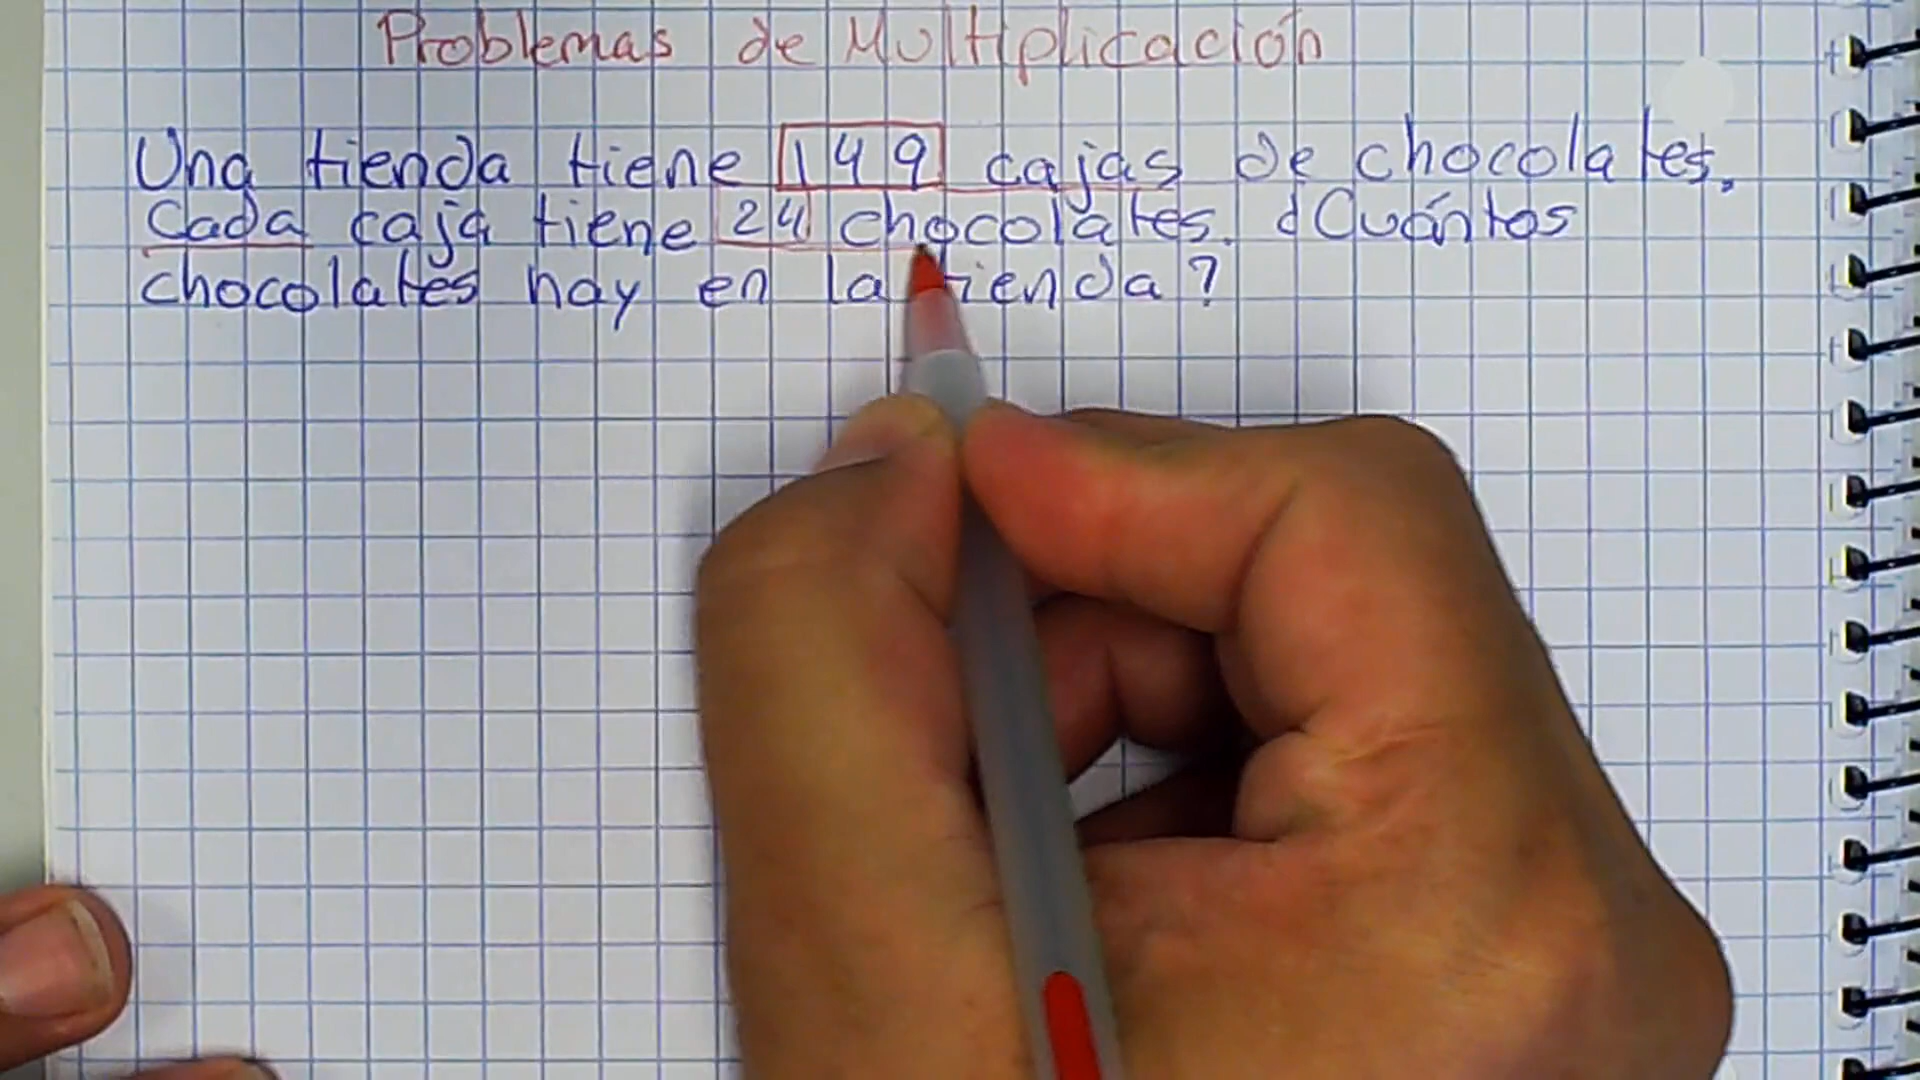 Problemas de Multiplicación
Una tienda tiene 149 cajas de chocolates.
Cada caja tiene 24 chocolates. ¿Cuántos
chocolates hay en la tienda?